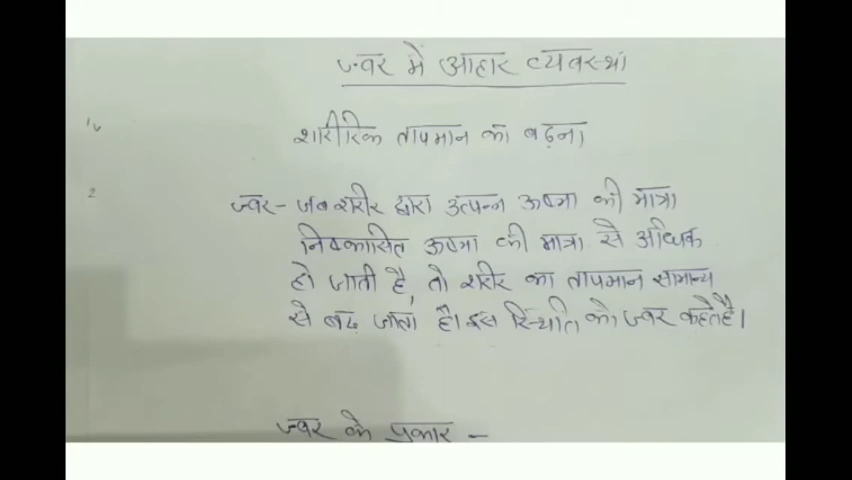 ज्वर में आहार व्यवस्था
1. शारीरिक तापमान का बढ़ना
2 ज्वर - जब शरीर द्वारा उत्पन्न ऊष्मा की मात्रा
निष्कासित ऊष्मा की मात्रा से अधिक
हो जाती है, तो शरीर का तापमान सामान्य
से बढ़ जाता है। इस स्थिति को ज्वर कहते हैं।
ज्वर के प्रकार -